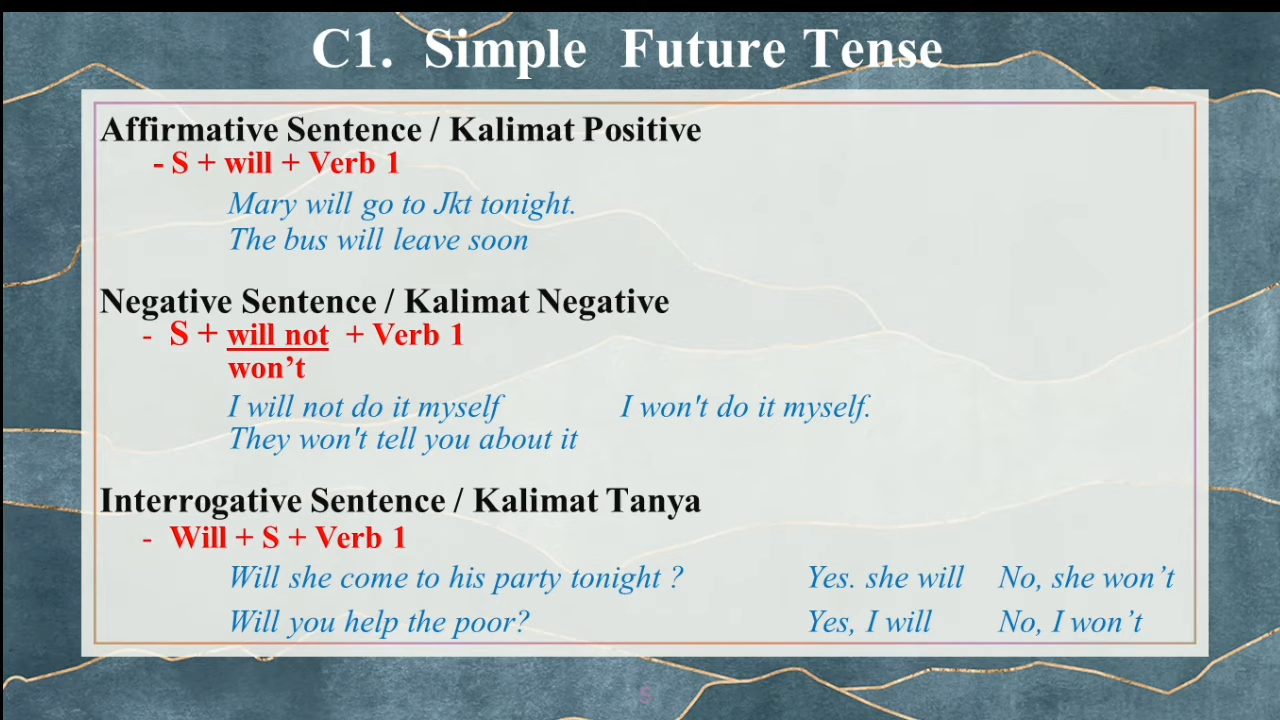 C1. Simple Future Tense
Affirmative Sentence / Kalimat Positive
- S + will + Verb 1
Mary will go to Jkt tonight.
The bus will leave soon
Negative Sentence / Kalimat Negative
- S + will not + Verb 1
won’t
I will not do it myself I won't do it myself.
They won't tell you about it
Interrogative Sentence / Kalimat Tanya
- Will + S + Verb 1
Will she come to his party tonight ? Yes. she will No, she won’t
Will you help the poor? Yes, I will No, I won’t
5